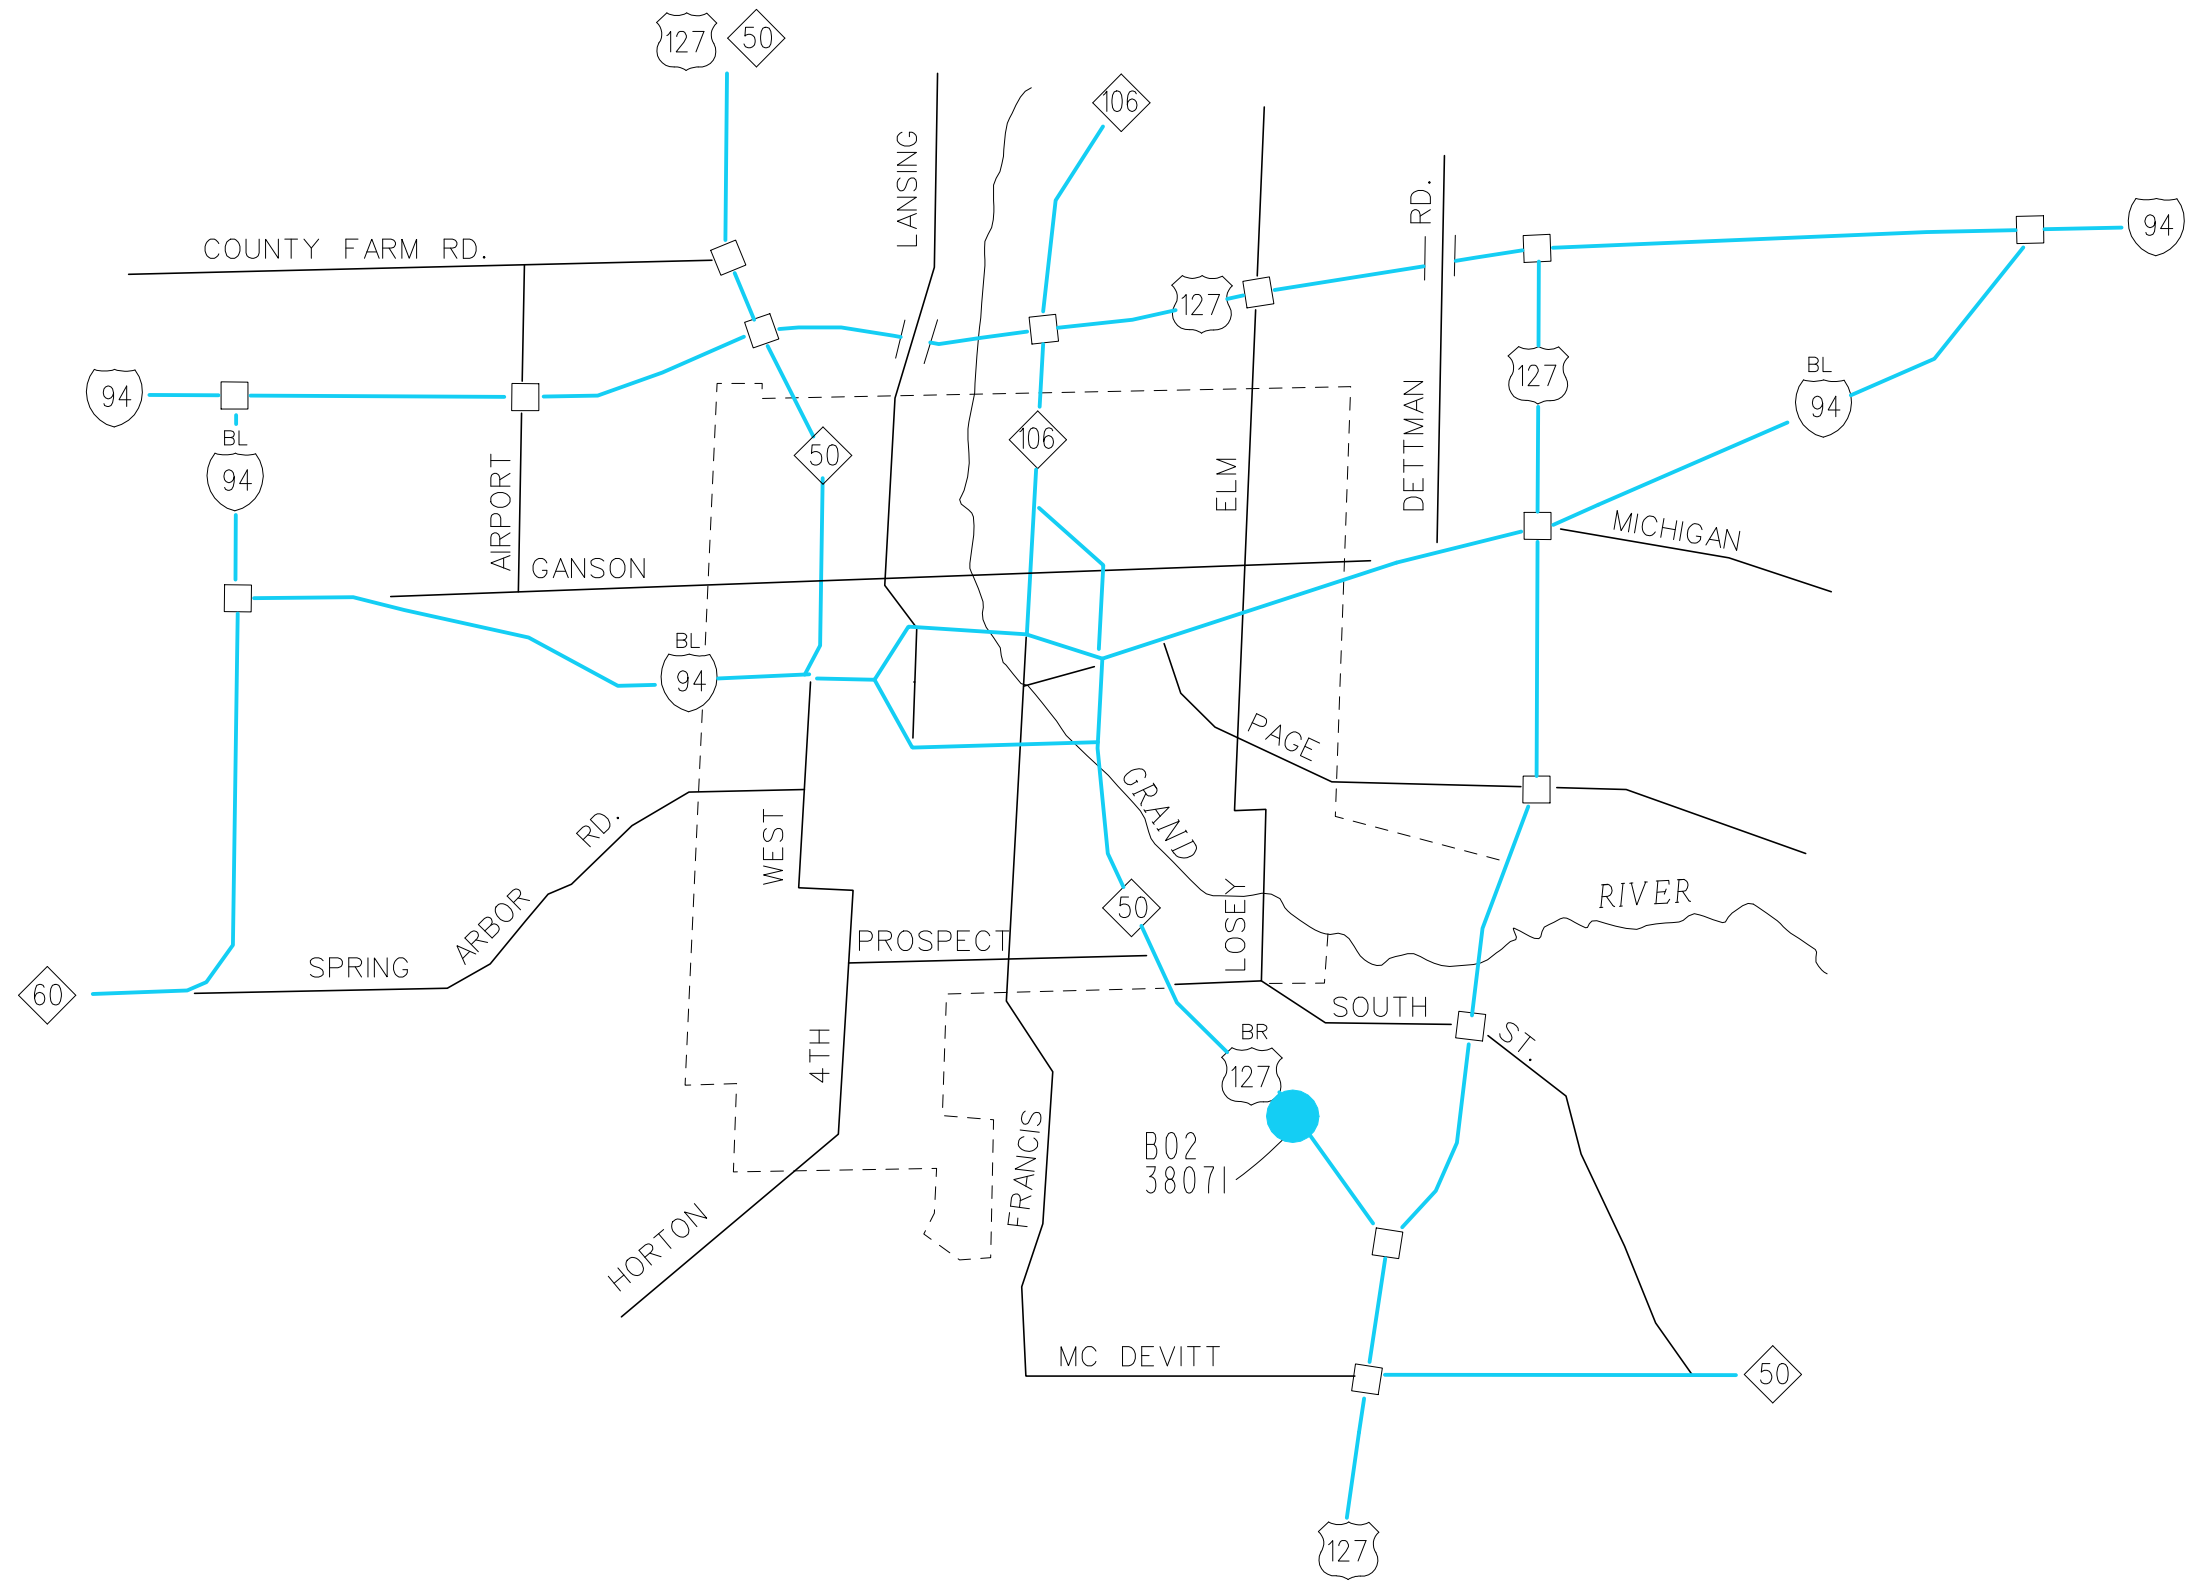 127
50
106
LANSING
RD.
94
COUNTY FARM RD.
127
127
BL
94
94
BL
94
50
106
ELM
DETTMAN
AIRPORT
GANSON
MICHIGAN
BL
94
PAGE
GRAND
RD.
WEST
ARBOR
SPRING
50
LOSEY
RIVER
PROSPECT
60
SOUTH
ST.
4TH
BR
127
B02
38071
FRANCIS
HORTON
MC DEVITT
50
127